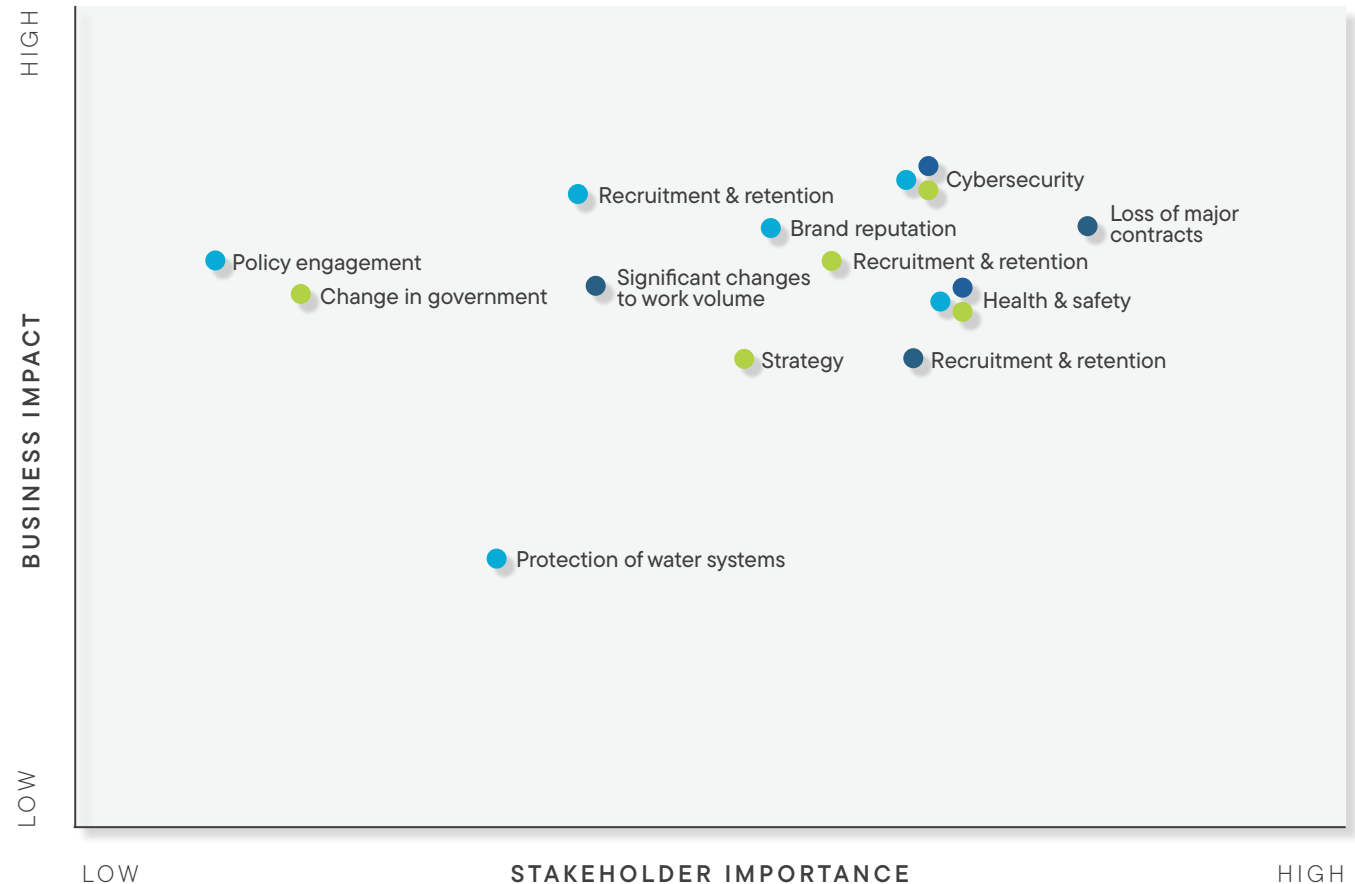 HIGH
BUSINESS IMPACT
LOW
Cybersecurity
Recruitment & retention
Loss of major
contracts
Brand reputation
Policy engagement
Recruitment & retention
Significant changes
to work volume
Change in government
Health & safety
Strategy
Recruitment & retention
Protection of water systems
LOW
STAKEHOLDER IMPORTANCE
HIGH